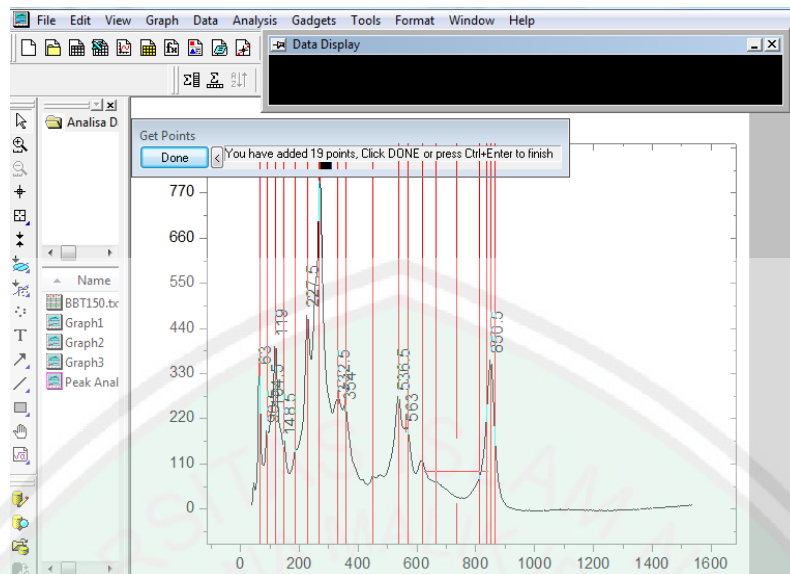 File Edit View Graph Data Analysis Gadgets Tools Format Window Help
Data Display
Analisa D
Get Points
Done
< You have added 19 points, Click DONE or press Ctrl+Enter to finish
Name
BBT150.tx
Graph1
Graph2
Graph3
Peak Anal
770
660
550
440
330
220
110
0
63
119
148.5
227.5
354
536.5
563
850.5
0 200 400 600 800 1000 1200 1400 1600